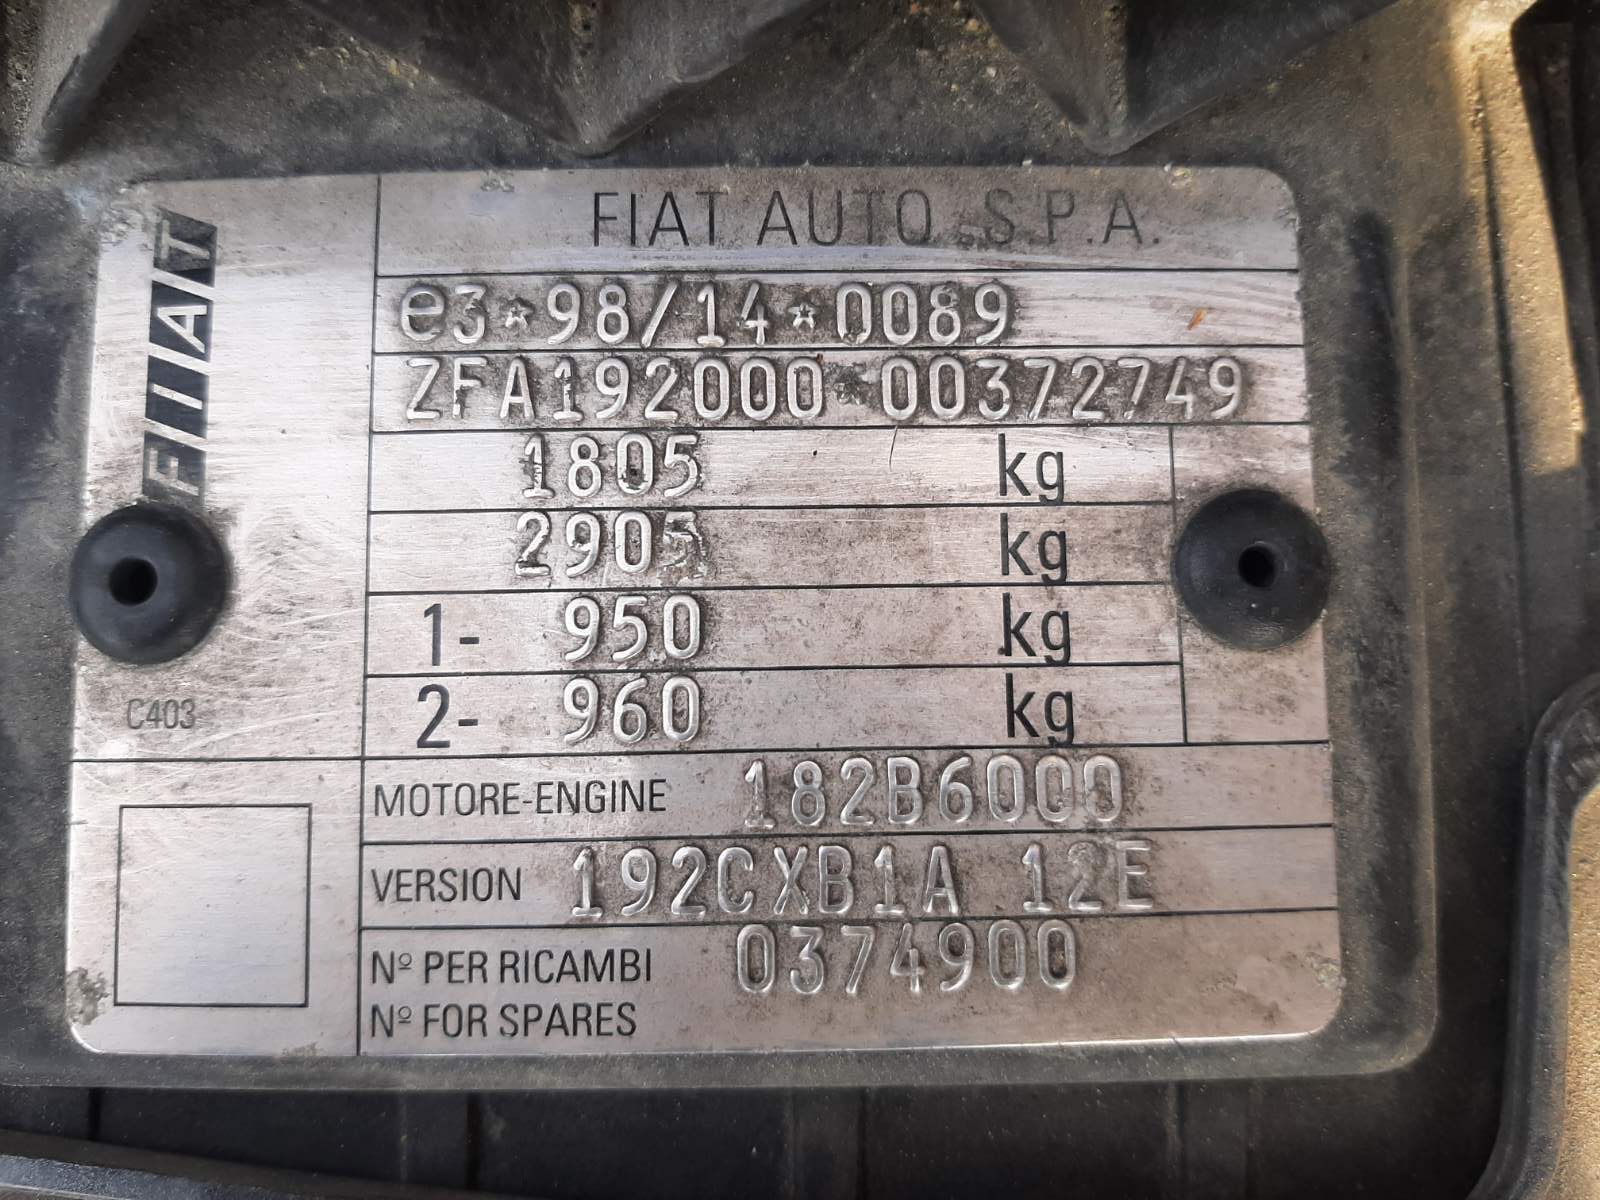 FIAT
FIAT AUTO S.P.A.
e3*98/14*0089
ZFA192000*00372749
1805 kg
2905 kg
1- 950 kg
2- 960 kg
C403
MOTORE-ENGINE 182B6000
VERSION 192CXB1A 12E
Nº PER RICAMBI 0374900
Nº FOR SPARES